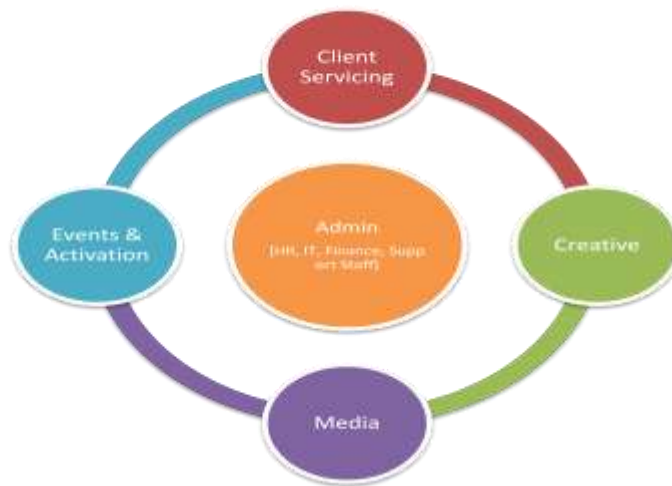 Client
Servicing
Events &
Activation
Admin
[HR, IT, Finance, Supp
ort Staff]
Creative
Media